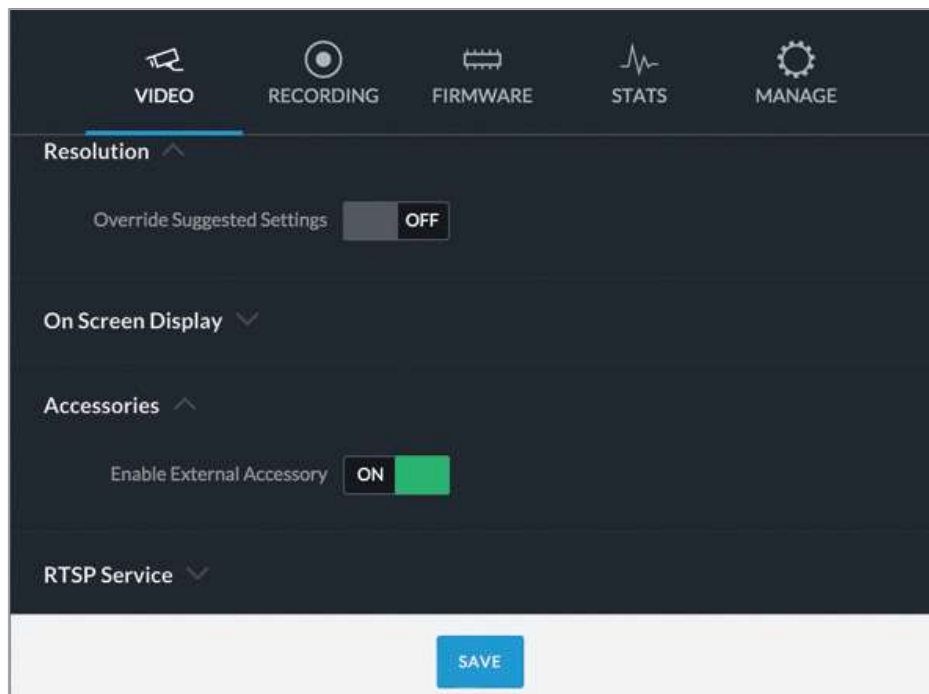 VIDEO RECORDING FIRMWARE STATS MANAGE
Resolution
Override Suggested Settings OFF
On Screen Display
Accessories
Enable External Accessory ON
RTSP Service
SAVE